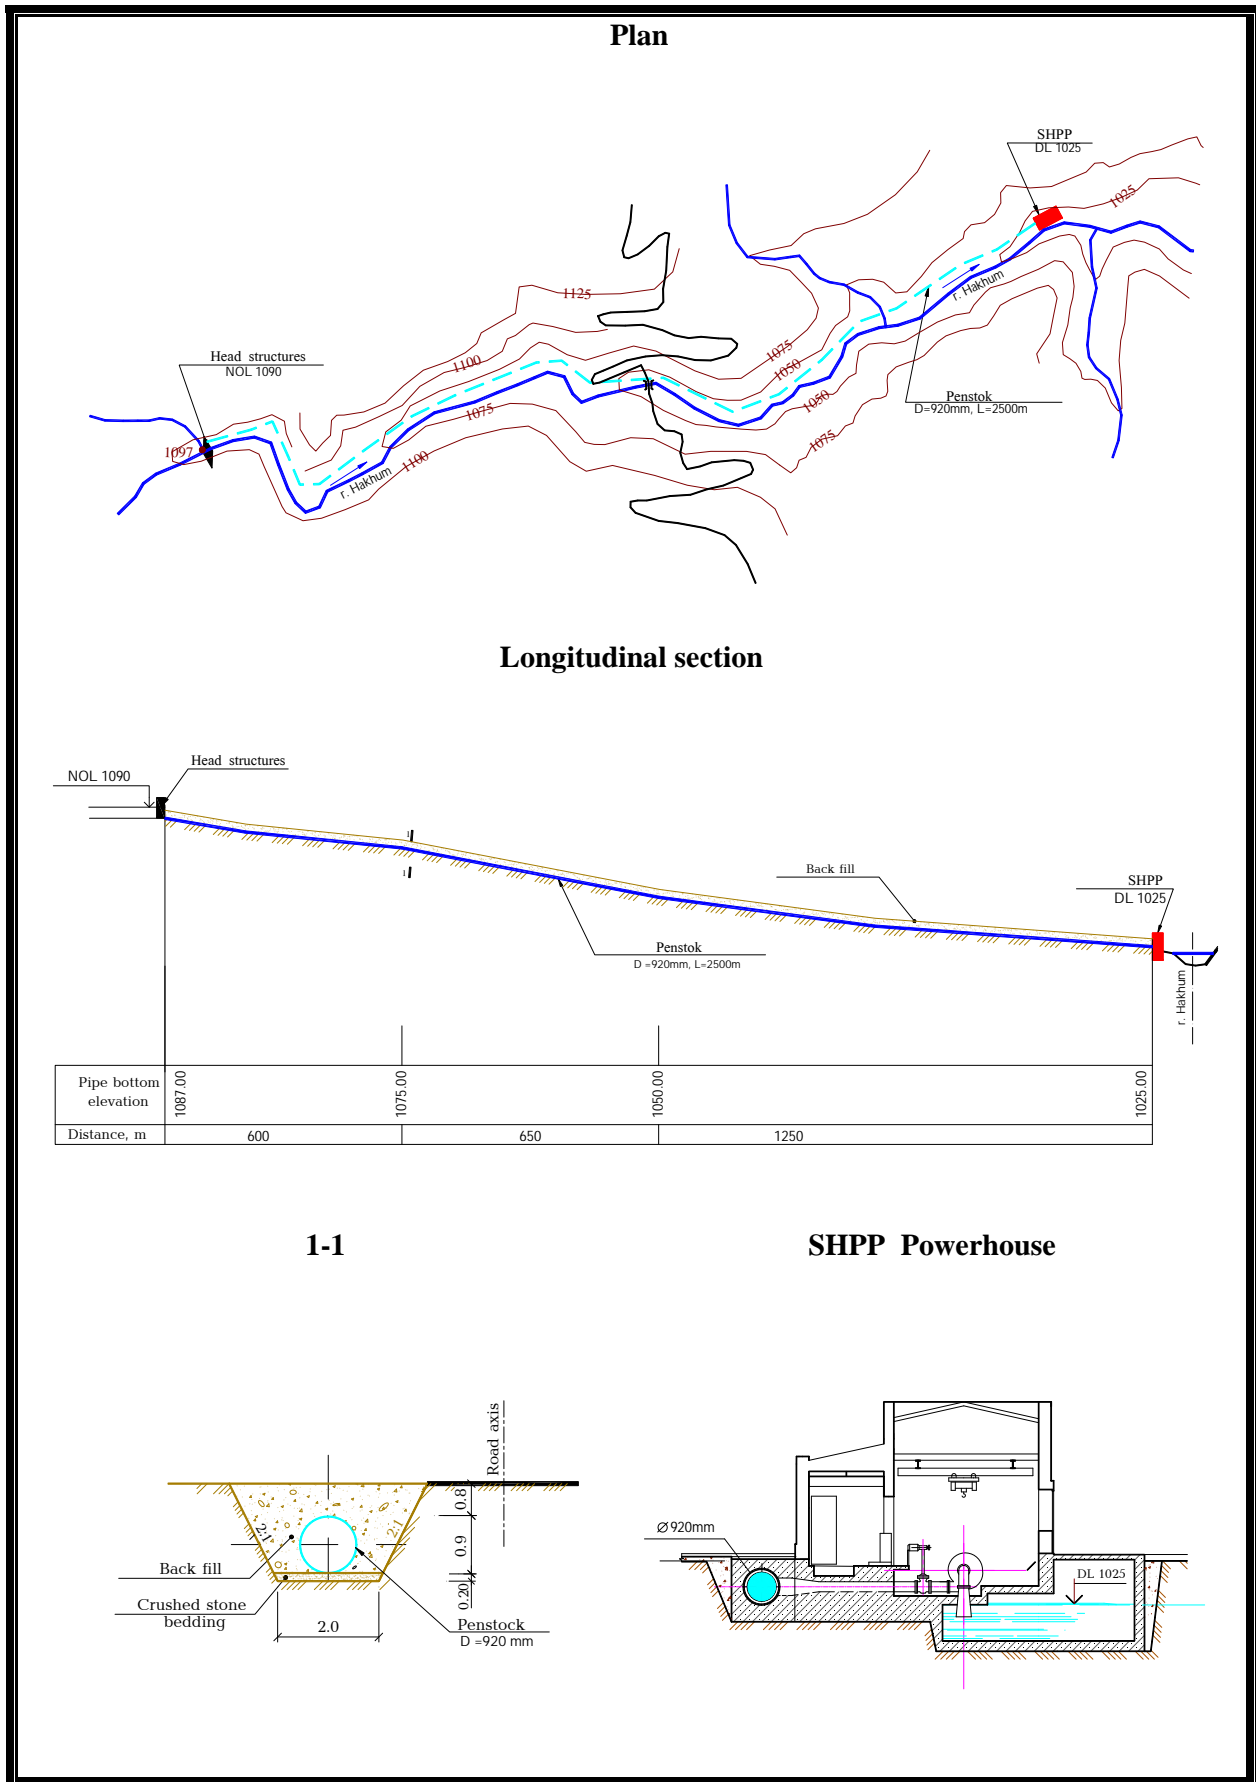 Plan
SHPP
DL 1025
1025
1125
Head structures
NOL 1090
1100
1075
1050
r. Hakhum
Penstok
D=920mm, L=2500m
1097
1075
1050
1075
1100
r. Hakhum
Longitudinal section
Head structures
NOL 1090
1
1
Back fill
SHPP
DL 1025
Penstok
D =920mm, L=2500m
r. Hakhum
Pipe bottom
elevation
1087.00
1075.00
1050.00
1025.00
Distance, m
600
650
1250
1-1
SHPP Powerhouse
Road axis
0.8
2:1
2:1
0.9
0.20
Back fill
Crushed stone
bedding
2.0
Penstock
D =920 mm
Ø920mm
DL 1025